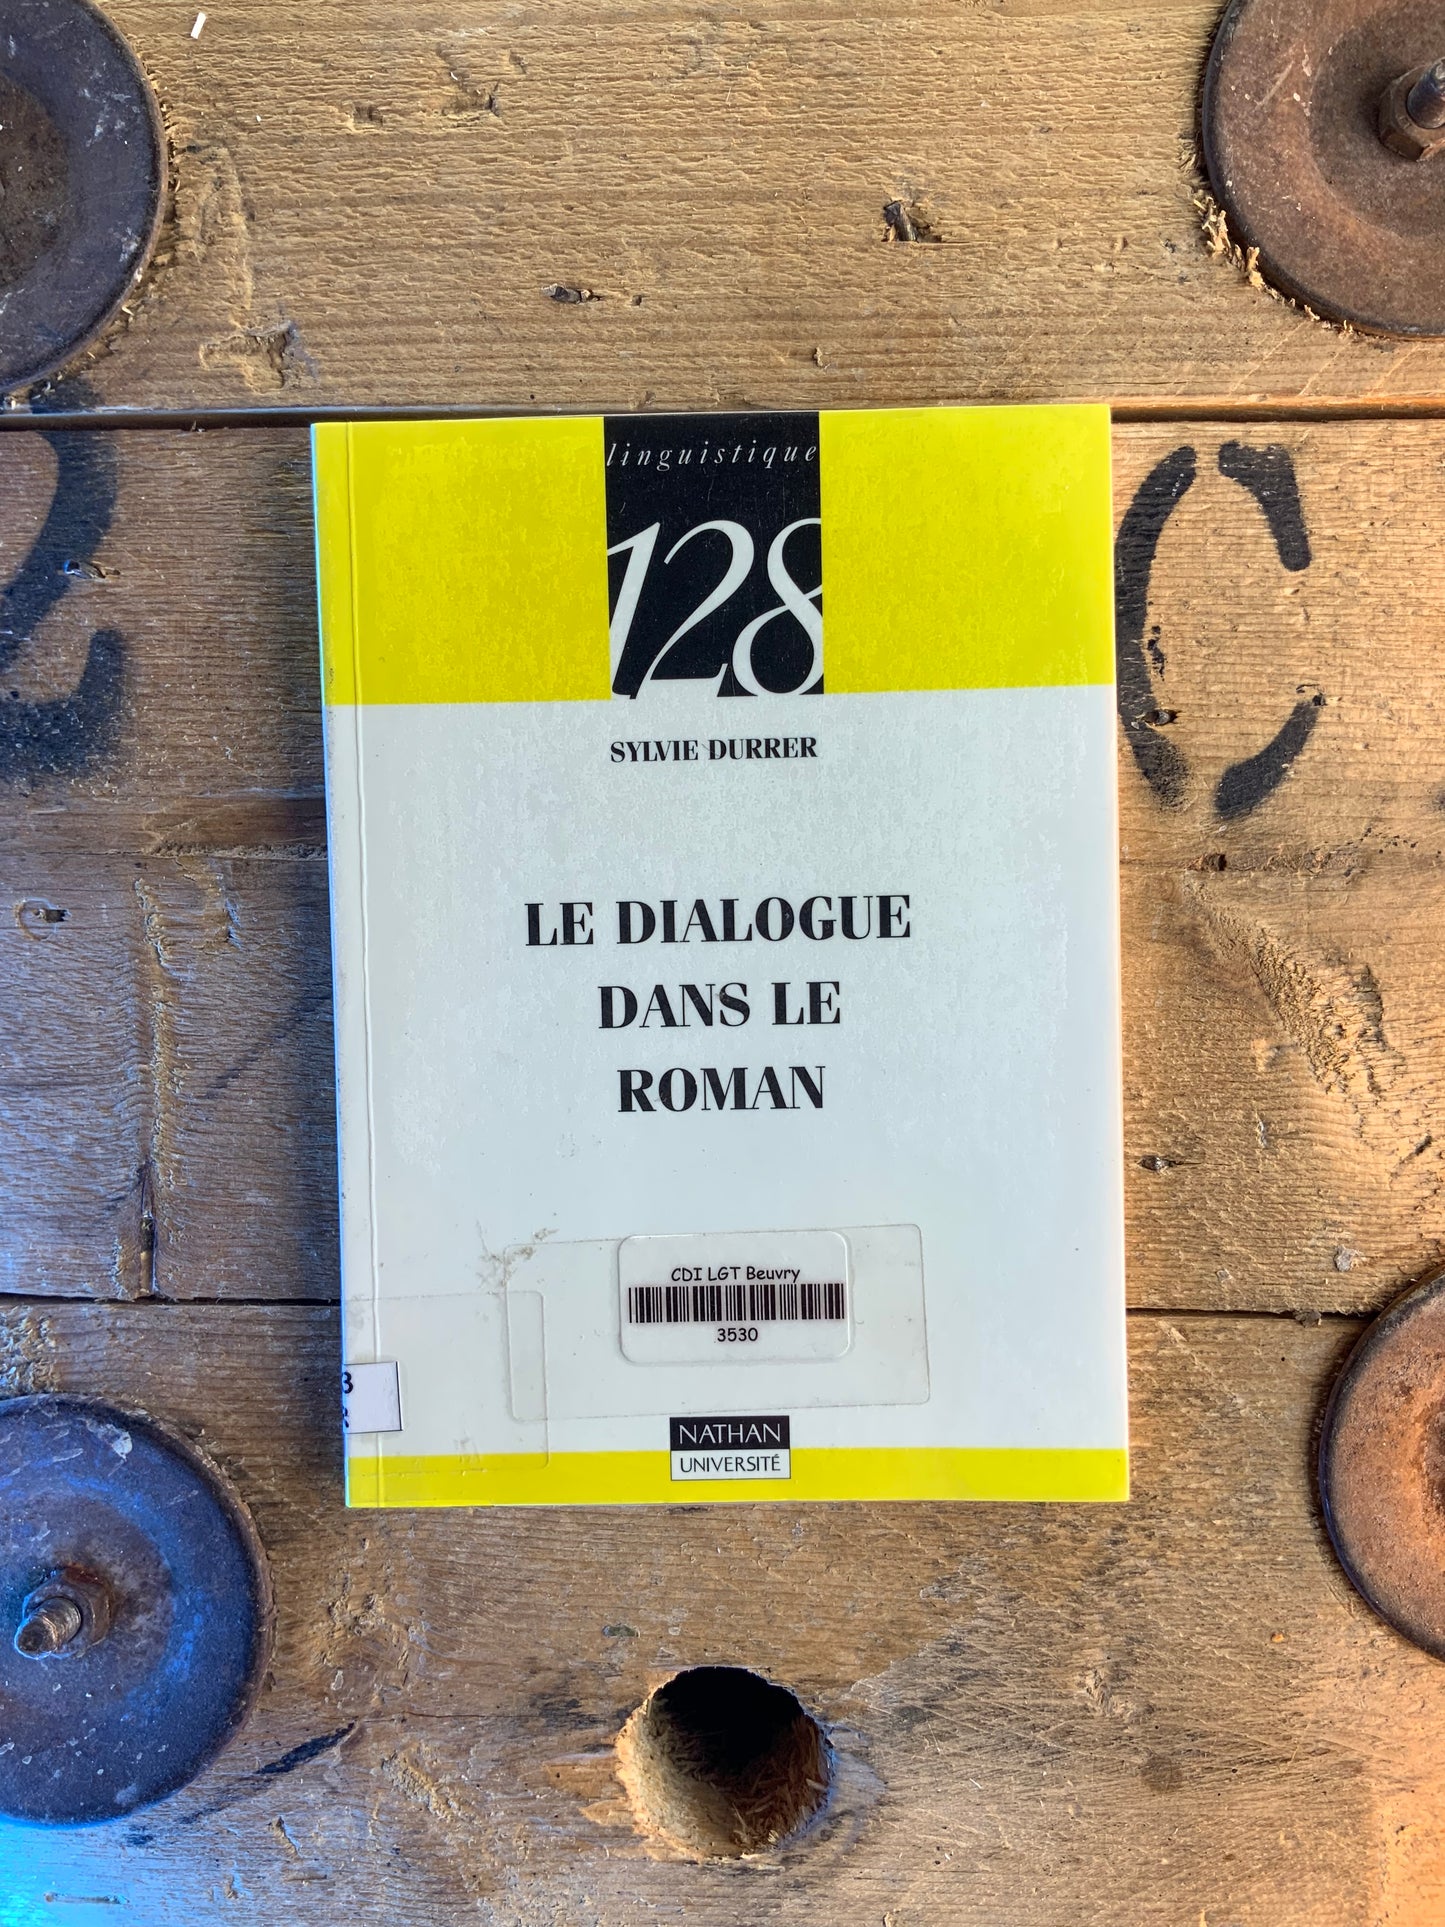 linguistique
128
SYLVIE DURRER
LE DIALOGUE
DANS LE
ROMAN
CDI LGT Beuvry
3530
NATHAN
UNIVERSITÉ
C